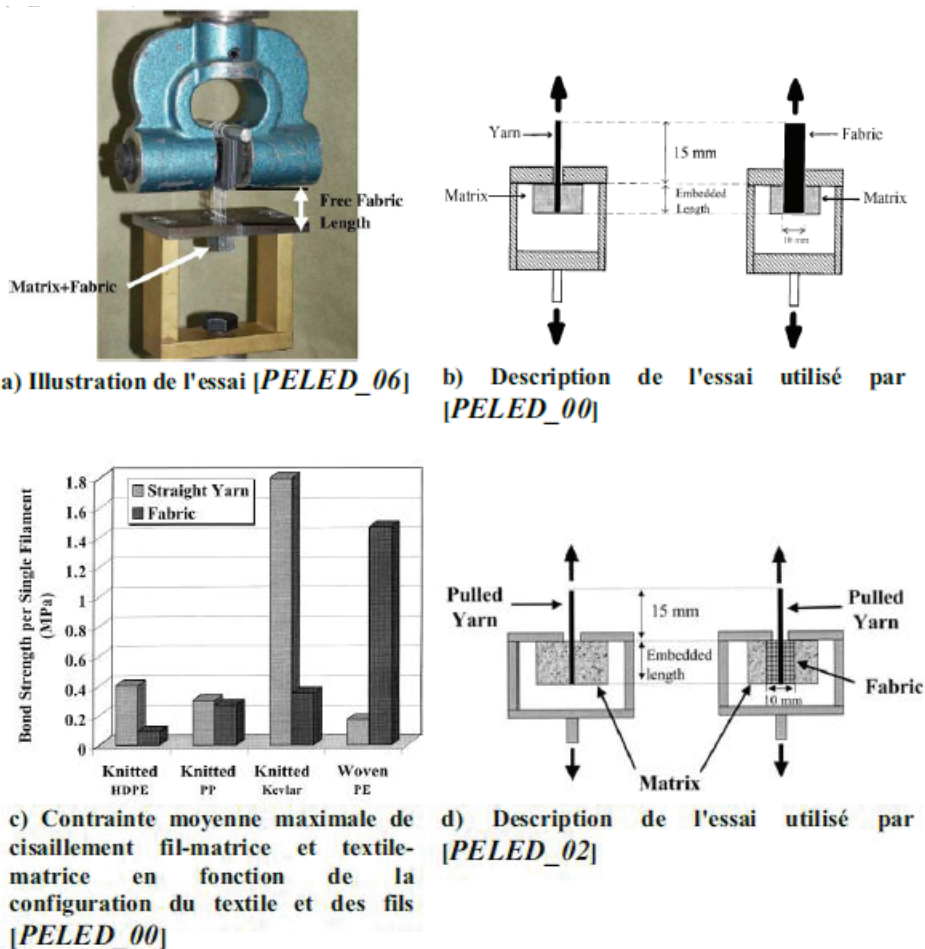 Free Fabric
Length
Matrix+Fabric
a) Illustration de l'essai [PELED_06]
Yarn
15 mm
Fabric
Matrix
Embedded
Length
Matrix
10 mm
b) Description de l'essai utilisé par
[PELED_00]
Bond Strength per Single Filament
(MPa)
1.8
1.6
1.4
1.2
1
0.8
0.6
0.4
0.2
0
Straight Yarn
Fabric
Knitted
HDPE
Knitted
PP
Knitted
Kevlar
Woven
PE
c) Contrainte moyenne maximale de
cisaillement fil-matrice et textile-
matrice en fonction de la
configuration du textile et des fils
[PELED_00]
Pulled
Yarn
15 mm
Pulled
Yarn
Embedded
length
Fabric
10 mm
Matrix
d) Description de l'essai utilisé par
[PELED_02]